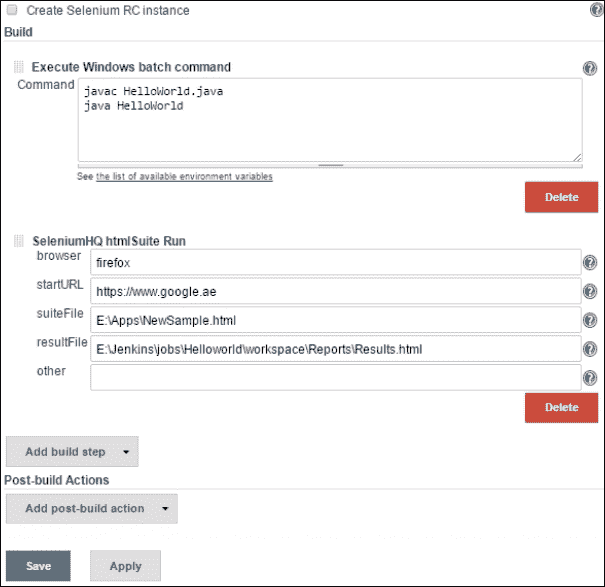 Create Selenium RC instance
Build
Execute Windows batch command
Command
javac HelloWorld.java
java HelloWorld
See the list of available environment variables
Delete
SeleniumHQ htmlSuite Run
browser firefox
startURL https://www.google.ae
suiteFile E:\Apps\NewSample.html
resultFile E:\Jenkins\jobs\Helloworld\workspace\Reports\Results.html
other
Delete
Add build step
Post-build Actions
Add post-build action
Save Apply